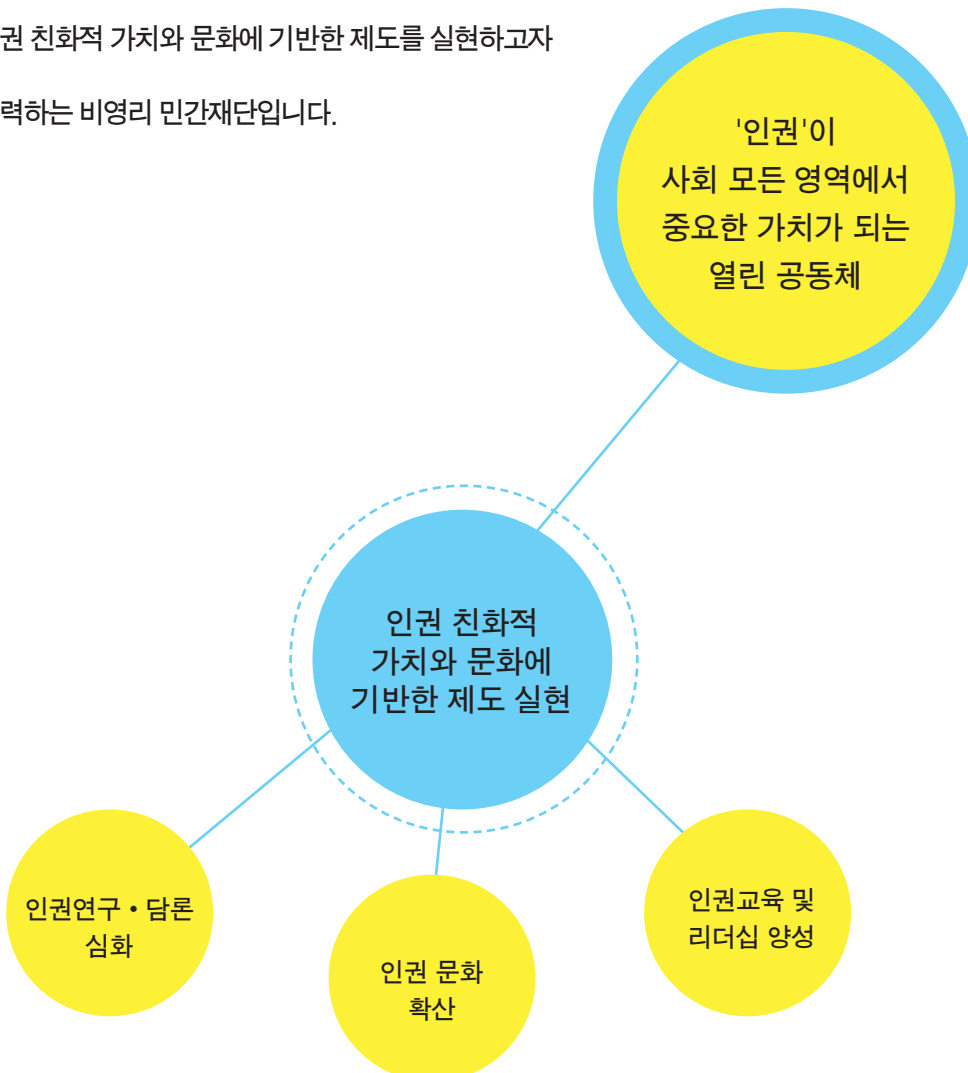 권 친화적 가치와 문화에 기반한 제도를 실현하고자
력하는 비영리 민간재단입니다.
'인권'이
사회 모든 영역에서
중요한 가치가 되는
열린 공동체
인권 친화적
가치와 문화에
기반한 제도 실현
인권연구 • 담론
심화
인권 문화
확산
인권교육 및
리더십 양성